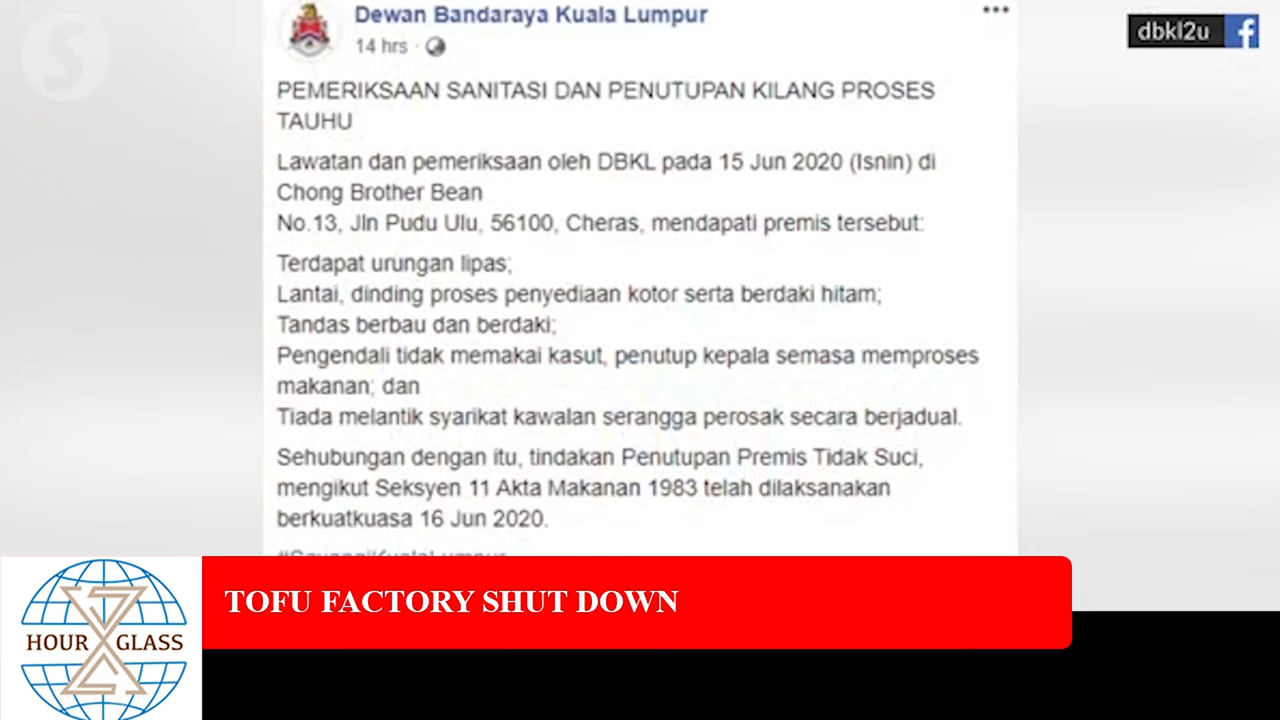 Dewan Bandaraya Kuala Lumpur
14 hrs ·
dbkl2u
PEMERIKSAAN SANITASI DAN PENUTUPAN KILANG PROSES
TAUHU
Lawatan dan pemeriksaan oleh DBKL pada 15 Jun 2020 (Isnin) di
Chong Brother Bean
No.13, Jln Pudu Ulu, 56100, Cheras, mendapati premis tersebut:
Terdapat urungan lipas;
Lantai, dinding proses penyediaan kotor serta berdaki hitam;
Tandas berbau dan berdaki;
Pengendali tidak memakai kasut, penutup kepala semasa memproses
makanan; dan
Tiada melantik syarikat kawalan serangga perosak secara berjadual.
Sehubungan dengan itu, tindakan Penutupan Premis Tidak Suci,
mengikut Seksyen 11 Akta Makanan 1983 telah dilaksanakan
berkuatkuasa 16 Jun 2020.
TOFU FACTORY SHUT DOWN
HOUR GLASS